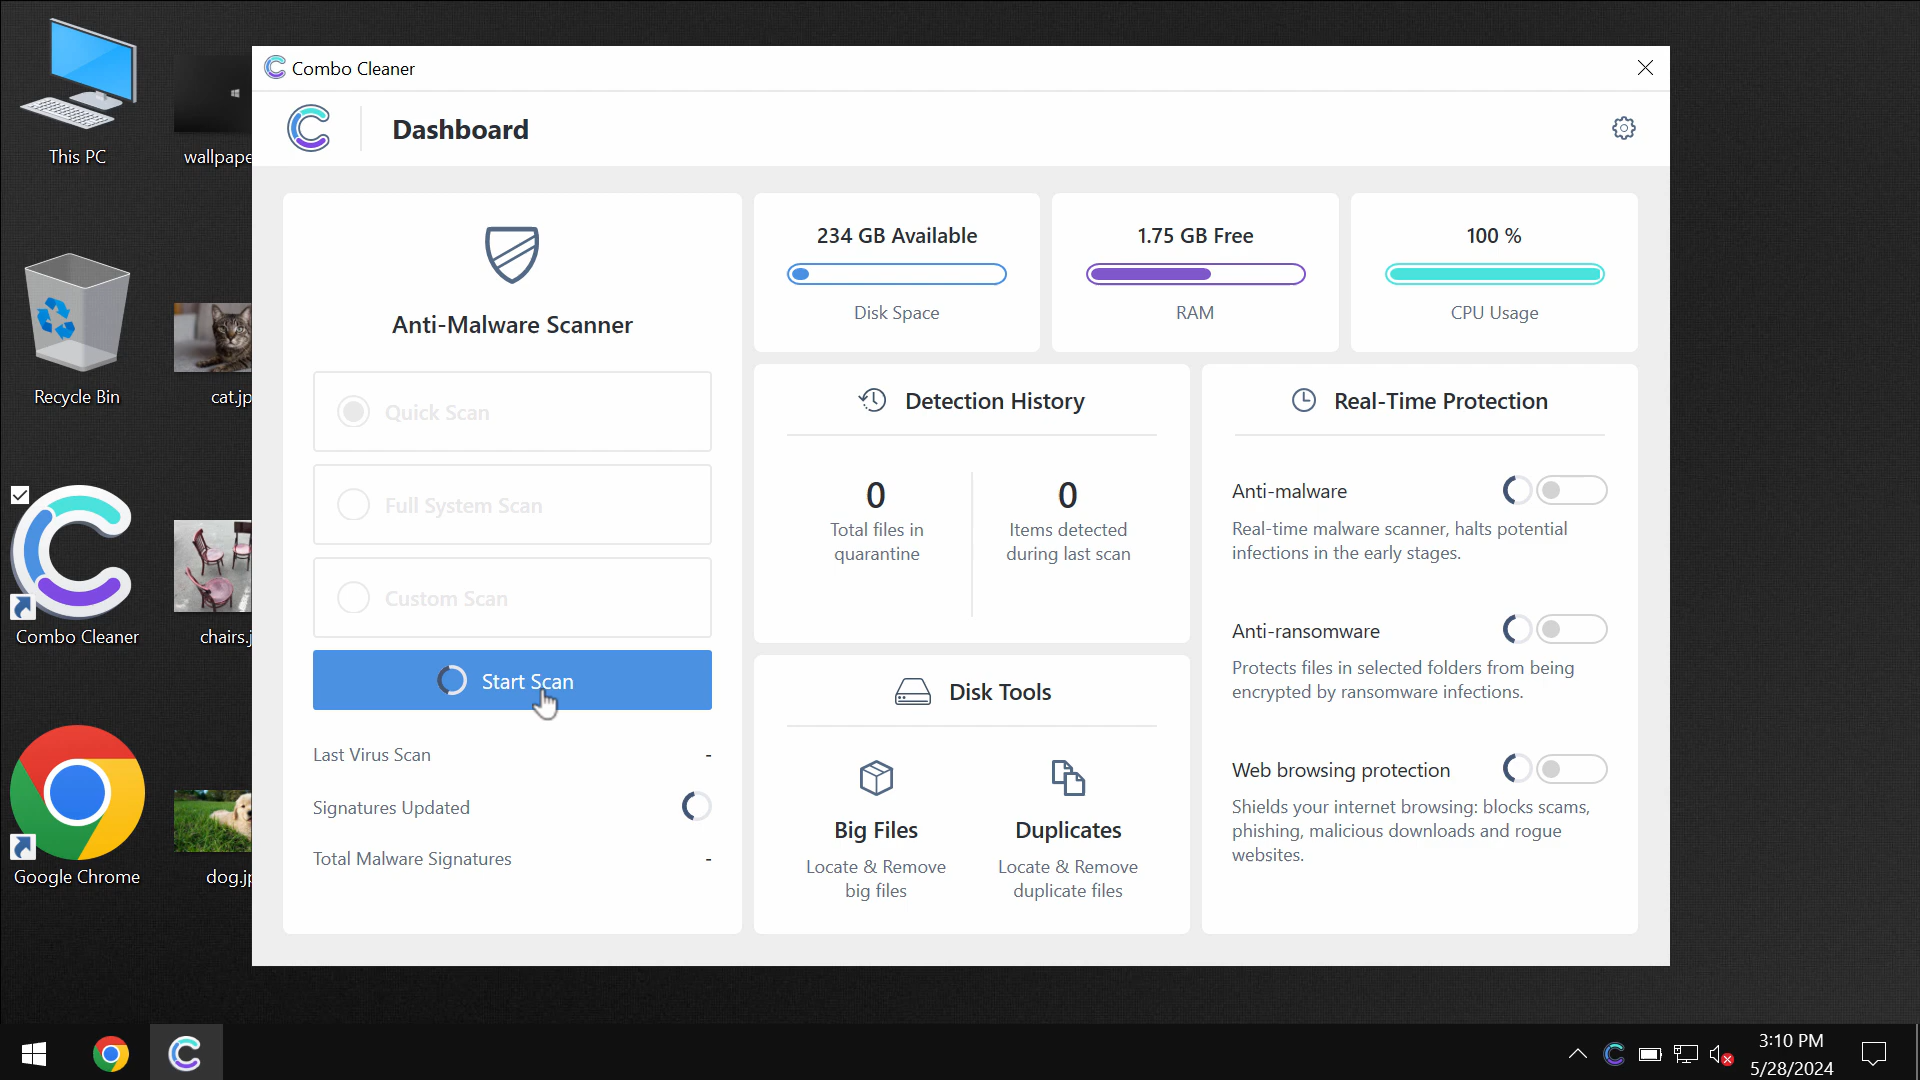 This PC
wallpape
Recycle Bin
cat.jp
Combo Cleaner
chairs.j
Google Chrome
dog.jp
Combo Cleaner
Dashboard
Anti-Malware Scanner
Quick Scan
Full System Scan
Custom Scan
Start Scan
Last Virus Scan -
Signatures Updated
Total Malware Signatures -
234 GB Available
Disk Space
1.75 GB Free
RAM
100 %
CPU Usage
Detection History
0
Total files in
quarantine
0
Items detected
during last scan
Disk Tools
Big Files
Locate & Remove
big files
Duplicates
Locate & Remove
duplicate files
Real-Time Protection
Anti-malware
Real-time malware scanner, halts potential
infections in the early stages.
Anti-ransomware
Protects files in selected folders from being
encrypted by ransomware infections.
Web browsing protection
Shields your internet browsing: blocks scams,
phishing, malicious downloads and rogue
websites.
3:10 PM
5/28/2024